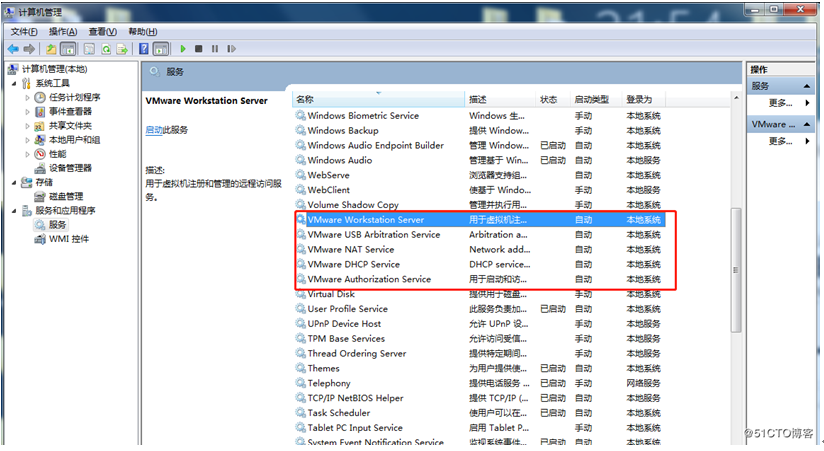 计算机管理
文件(F) 操作(A) 查看(V) 帮助(H)
计算机管理(本地)
系统工具
任务计划程序
事件查看器
共享文件夹
本地用户和组
性能
设备管理器
存储
磁盘管理
服务和应用程序
服务
WMI 控件
服务
VMware Workstation Server
启动此服务
描述:
用于虚拟机注册和管理的远程访问服
务。
名称 描述 状态 启动类型 登录为
Windows Biometric Service Windows 生... 手动 本地系统
Windows Backup 提供 Window... 手动 本地系统
Windows Audio Endpoint Builder 管理 Window... 已启动 自动 本地系统
Windows Audio 管理基于 Win... 已启动 自动 本地服务
WebServe 浏览器支持组... 自动 本地系统
WebClient 使基于 Windo... 手动 本地服务
Volume Shadow Copy 管理并执行用... 手动 本地系统
VMware Workstation Server 用于虚拟机注... 自动 本地系统
VMware USB Arbitration Service Arbitration a... 自动 本地系统
VMware NAT Service Network add... 自动 本地系统
VMware DHCP Service DHCP service... 自动 本地系统
VMware Authorization Service 用于启动和访... 自动 本地系统
Virtual Disk 提供用于磁盘... 手动 本地系统
User Profile Service 此服务负责加... 已启动 自动 本地系统
UPnP Device Host 允许 UPnP 设... 手动 本地服务
TPM Base Services 允许访问受信... 手动 本地服务
Thread Ordering Server 提供特定期间... 手动 本地服务
Themes 为用户提供使... 已启动 自动 本地系统
Telephony 提供电话服务 ... 已启动 手动 网络服务
TCP/IP NetBIOS Helper 提供 TCP/IP (... 已启动 自动 本地服务
Task Scheduler 使用户可以在... 已启动 自动 本地系统
Tablet PC Input Service 启用 Tablet P... 手动 本地系统
System Event Notification Service 监视系统事件... 已启动 自动 本地系统
操作
服务
更多...
VMware ...
更多...
@51CTO博客